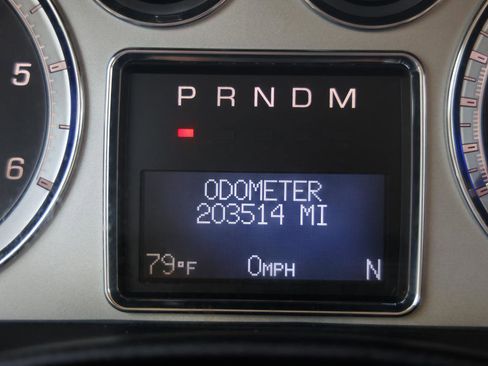 5
6
P R N D M
ODOMETER
203514 MI
79°F 0MPH N